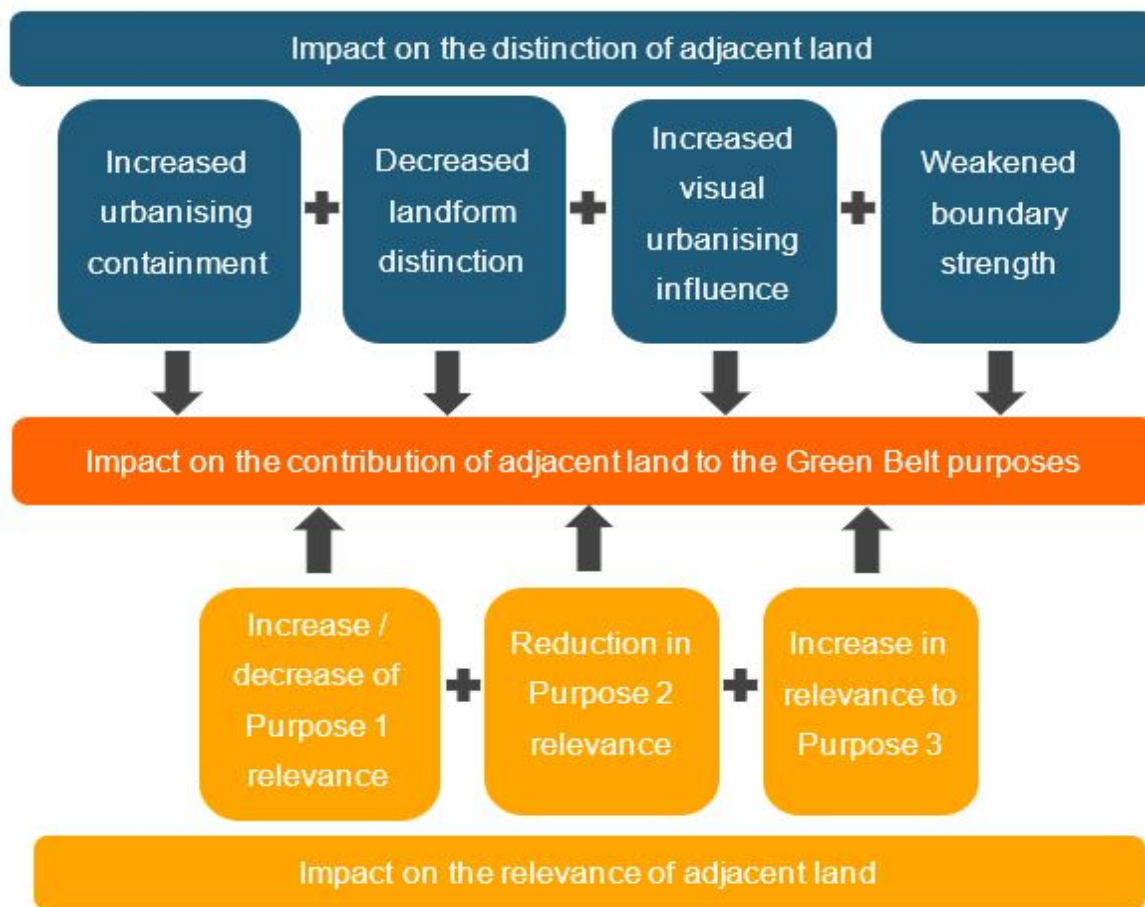 Impact on the distinction of adjacent land
Increased
urbanising
containment
Decreased
landform
distinction
Increased
visual
urbanising
influence
Weakened
boundary
strength
Impact on the contribution of adjacent land to the Green Belt purposes
Increase /
decrease of
Purpose 1
relevance
Reduction in
Purpose 2
relevance
Increase in
relevance to
Purpose 3
Impact on the relevance of adjacent land